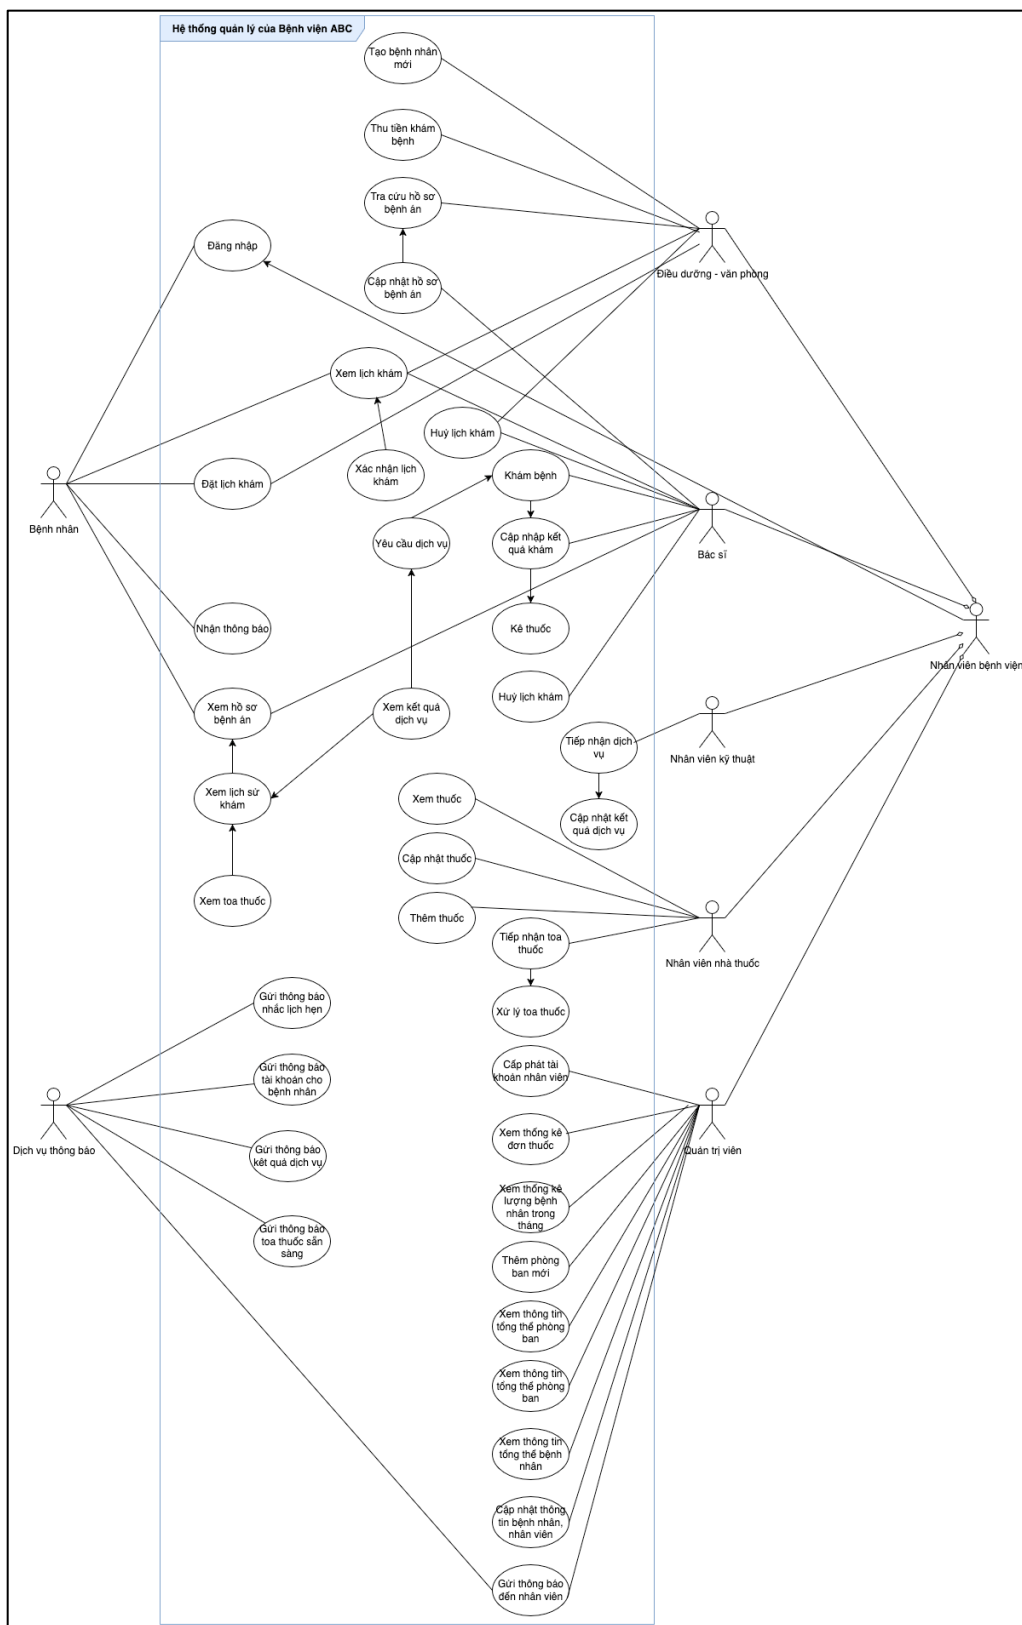 Hệ thống quản lý của Bệnh viện ABC
Tạo bệnh nhân
mới
Thu tiền khám
bệnh
Tra cứu hồ sơ
bệnh án
Đăng nhập
Cập nhật hồ sơ
bệnh án
Điều dưỡng - văn phòng
Xem lịch khám
Huỷ lịch khám
Xác nhận lịch
khám
Đặt lịch khám
Bệnh nhân
Khám bệnh
Yêu cầu dịch vụ
Cập nhập kết
quả khám
Bác sĩ
Nhận thông báo
Kê thuốc
Nhân viên bệnh viện
Xem hồ sơ
bệnh án
Xem kết quả
dịch vụ
Huỷ lịch khám
Tiếp nhận dịch
vụ
Nhân viên kỹ thuật
Xem lịch sử
khám
Xem thuốc
Cập nhật kết
quả dịch vụ
Cập nhật thuốc
Xem toa thuốc
Thêm thuốc
Tiếp nhận toa
thuốc
Nhân viên nhà thuốc
Gửi thông báo
nhắc lịch hẹn
Xử lý toa thuốc
Gửi thông báo
tài khoản cho
bệnh nhân
Cấp phát tài
khoản nhân viên
Dịch vụ thông báo
Gửi thông báo
kết quả dịch vụ
Xem thống kê
đơn thuốc
Quản trị viên
Xem thống kê
lượng bệnh
nhân trong
tháng
Gửi thông báo
toa thuốc sẵn
sàng
Thêm phòng
ban mới
Xem thông tin
tổng thể phòng
ban
Xem thông tin
tổng thể phòng
ban
Xem thông tin
tổng thể bệnh
nhân
Cập nhật thông
tin bệnh nhân,
nhân viên
Gửi thông báo
đến nhân viên